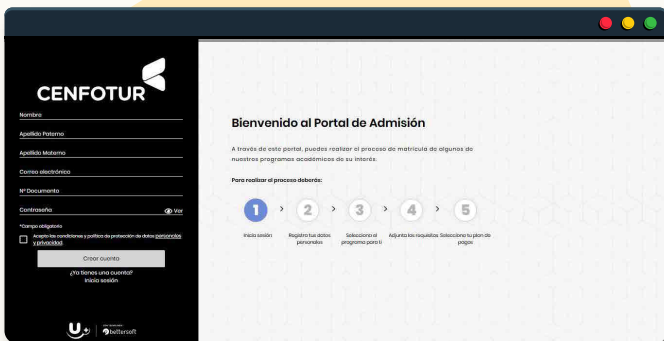 CENFOTUR
Nombre
Apellido Paterno
Apellido Materno
Correo electrónico
N° Documento
Contraseña
Ver
*Campo obligatorio
Acepto las condiciones y política de protección de datos personales
y privacidad.
Crear cuenta
¿Ya tienes una cuenta?
Inicia sesión
U+
bettersoft
Bienvenido al Portal de Admisión
A través de este portal, puedes realizar el proceso de matrícula de algunos de
nuestros programas académicos de su interés.
Para realizar el proceso deberás:
1 > 2 > 3 > 4 > 5
Inicia sesión
Registra tus datos
personales
Selecciona el
programa para ti
Adjunta los requisitos
Selecciona tu plan de
pagos